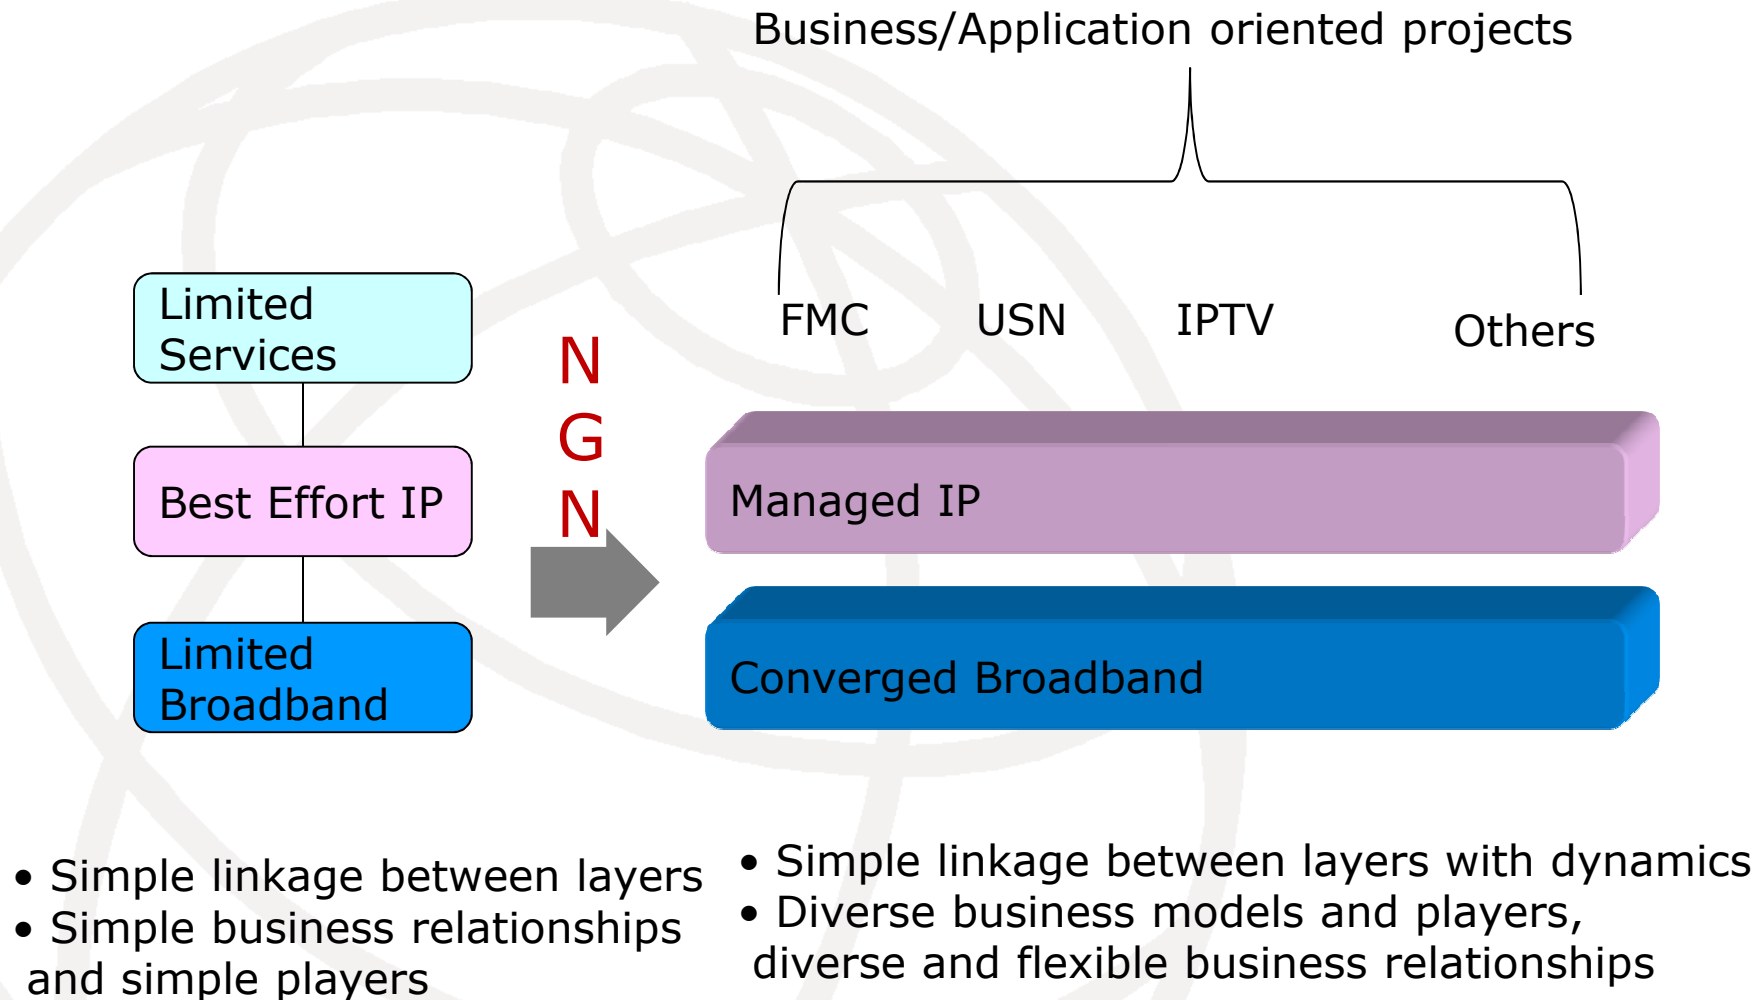 Business/Application oriented projects
Limited
Services
Best Effort IP
Limited
Broadband
N
G
N
FMC
USN
IPTV
Others
Managed IP
Converged Broadband
• Simple linkage between layers
• Simple business relationships
and simple players
• Simple linkage between layers with dynamics
• Diverse business models and players,
diverse and flexible business relationships